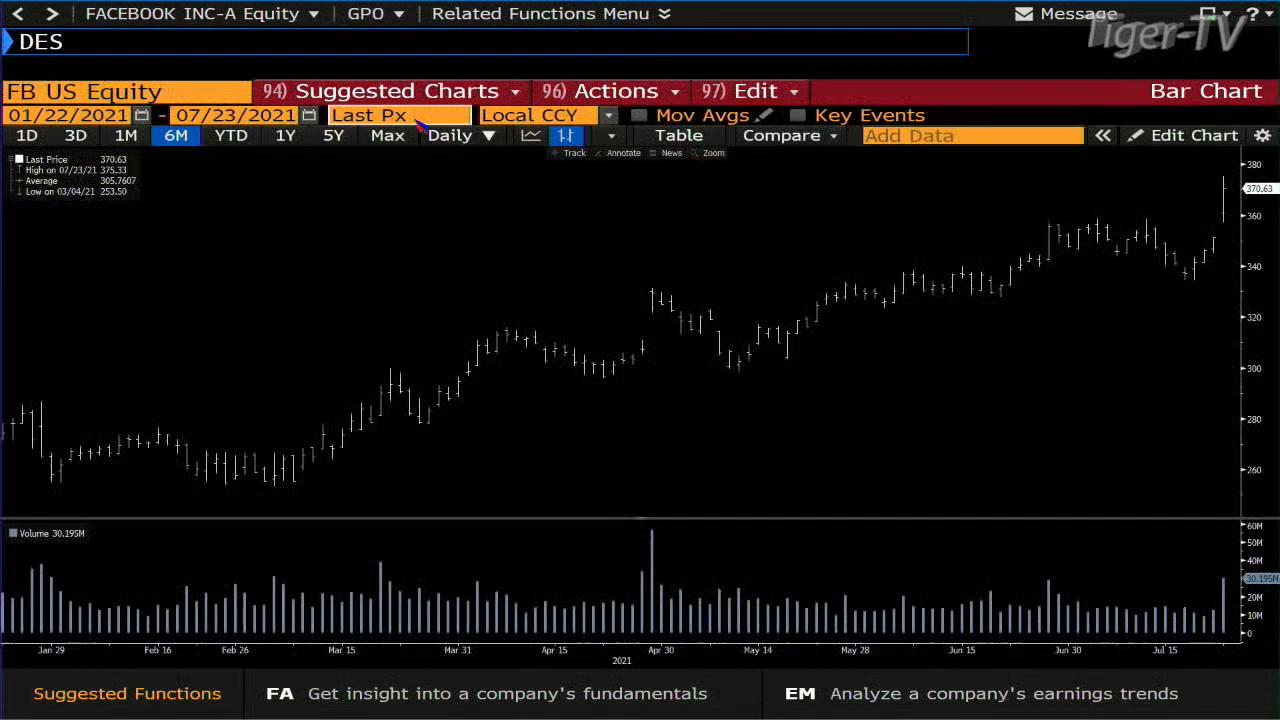 FACEBOOK INC-A Equity GPO Related Functions Menu Message ?
Tiger-TV
DES
FB US Equity 94) Suggested Charts 96) Actions 97) Edit Bar Chart
01/22/2021 - 07/23/2021 Last Px Local CCY Mov Avgs Key Events
1D 3D 1M 6M YTD 1Y 5Y Max Daily Table Compare Add Data Edit Chart
Track Annotate News Zoom
Last Price 370.63
High on 07/23/21 375.33
Average 305.7607
Low on 03/04/21 253.50
380
370.63
360
340
320
300
280
260
Volume 30.195M
60M
50M
40M
30.195M
20M
10M
0
Jan 29 Feb 16 Feb 26 Mar 15 Mar 31 Apr 15 Apr 30 May 14 May 28 Jun 15 Jun 30 Jul 15
2021
Suggested Functions FA Get insight into a company's fundamentals EM Analyze a company's earnings trends